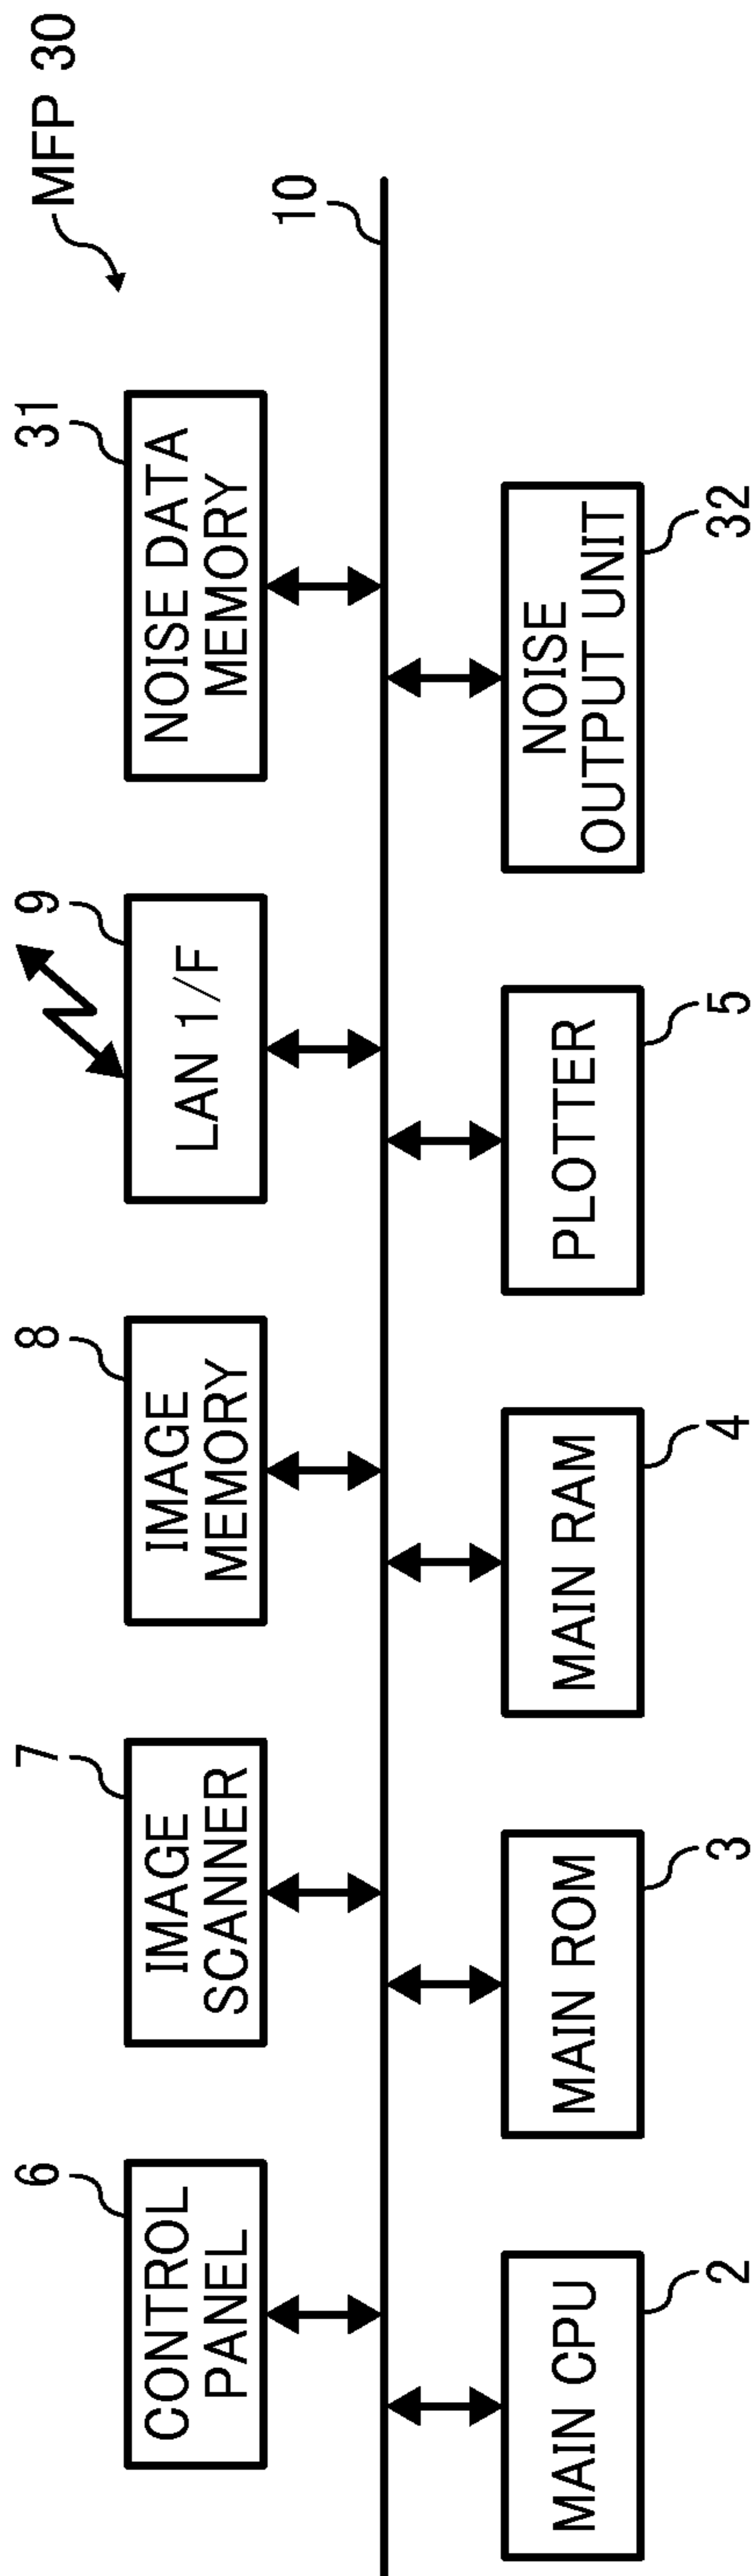 MFP 30
6
7
8
9
31
CONTROL
PANEL
IMAGE
SCANNER
IMAGE
MEMORY
LAN 1/F
NOISE DATA
MEMORY
10
MAIN CPU
MAIN ROM
MAIN RAM
PLOTTER
NOISE
OUTPUT UNIT
2
3
4
5
32